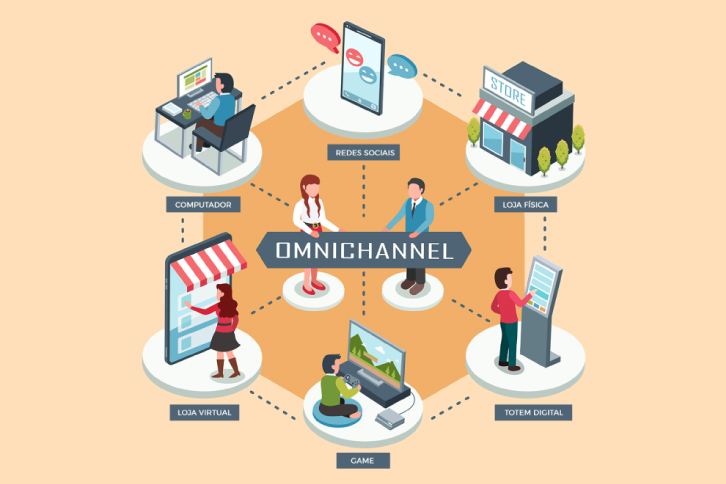 REDES SOCIAIS
STORE
COMPUTADOR
LOJA FÍSICA
OMNICHANNEL
LOJA VIRTUAL
TOTEM DIGITAL
GAME